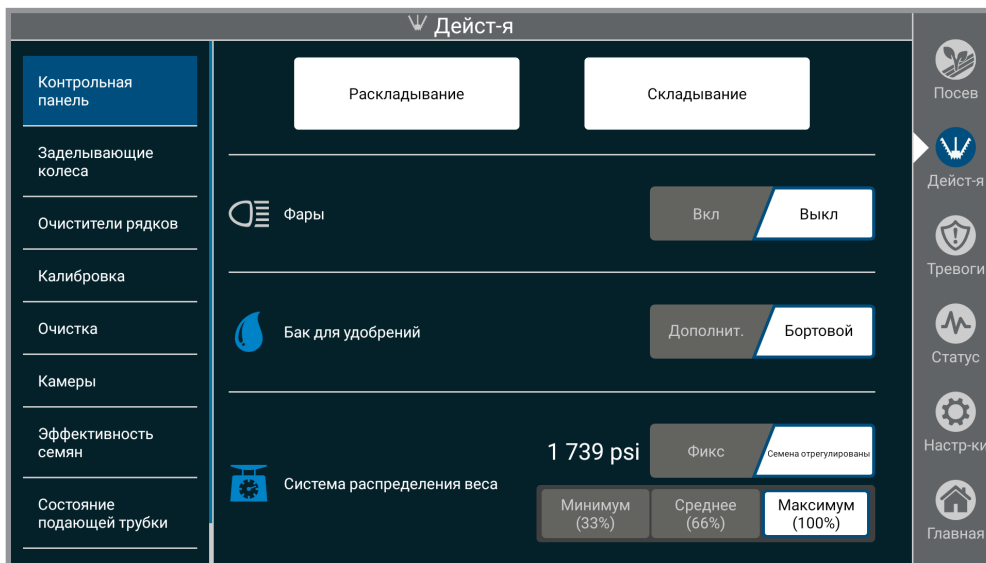 Дейст-я
Контрольная
панель
Заделывающие
колеса
Очистители рядков
Калибровка
Очистка
Камеры
Эффективность
семян
Состояние
подающей трубки
Раскладывание
Складывание
Фары
Вкл
Выкл
Бак для удобрений
Дополнит.
Бортовой
Система распределения веса
1 739 psi
Фикс
Семена отрегулированы
Минимум
(33%)
Среднее
(66%)
Максимум
(100%)
Посев
Дейст-я
Тревоги
Статус
Настр-ки
Главная